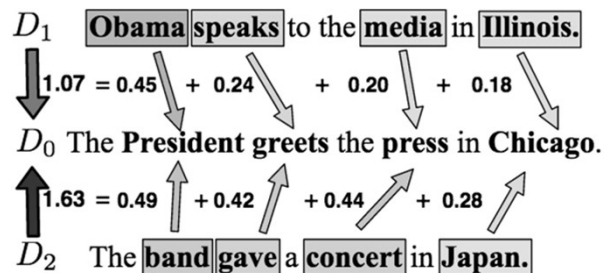 D1 Obama speaks to the media in Illinois.
1.07 = 0.45 + 0.24 + 0.20 + 0.18
D0 The President greets the press in Chicago.
1.63 = 0.49 + 0.42 + 0.44 + 0.28
D2 The band gave a concert in Japan.